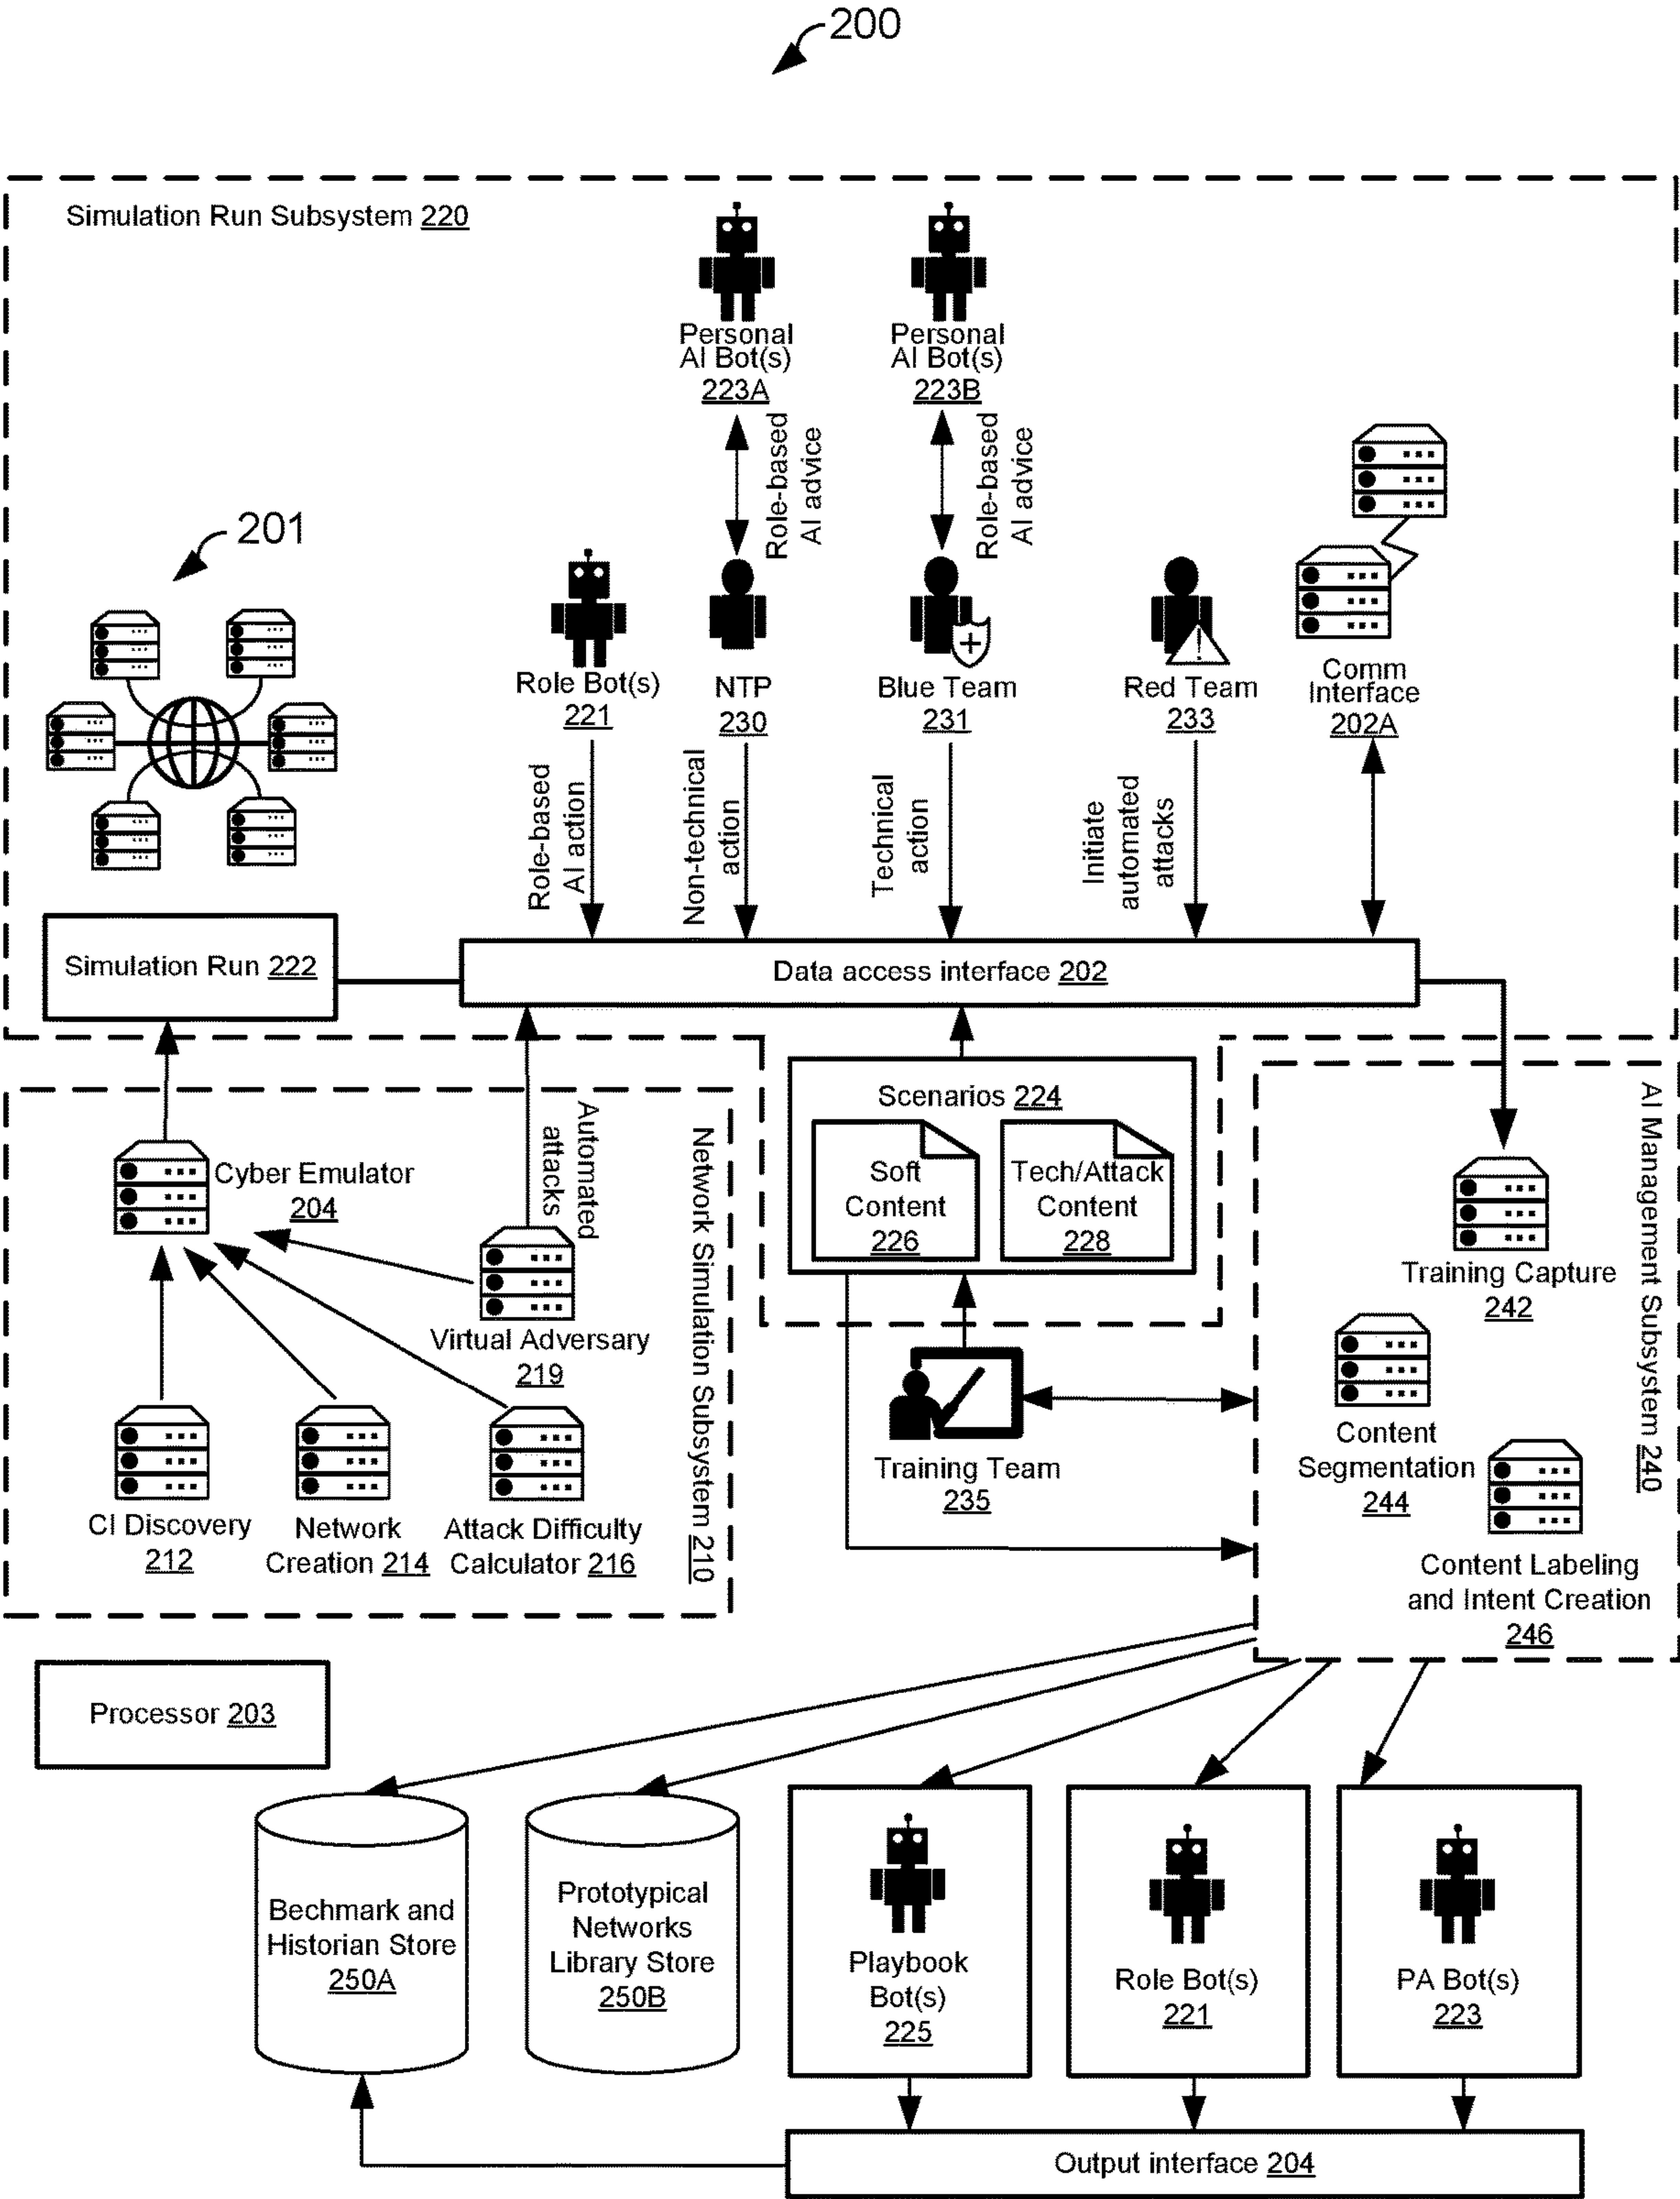 200
Simulation Run Subsystem 220
Personal
AI Bot(s)
223A
Personal
AI Bot(s)
223B
Role-based
AI advice
Role-based
AI advice
201
Role Bot(s)
221
NTP
230
Blue Team
231
Red Team
233
Comm
Interface
202A
Role-based
AI action
Non-technical
action
Technical
action
Initiate
automated
attacks
Simulation Run 222
Data access interface 202
Cyber Emulator
204
Automated
attacks
Virtual Adversary
219
CI Discovery
212
Network
Creation 214
Attack Difficulty
Calculator 216
Network Simulation Subsystem 210
Scenarios 224
Soft
Content
226
Tech/Attack
Content
228
Training Team
235
AI Management Subsystem 240
Training Capture
242
Content
Segmentation
244
Content Labeling
and Intent Creation
246
Processor 203
Bechmark and
Historian Store
250A
Prototypical
Networks
Library Store
250B
Playbook
Bot(s)
225
Role Bot(s)
221
PA Bot(s)
223
Output interface 204